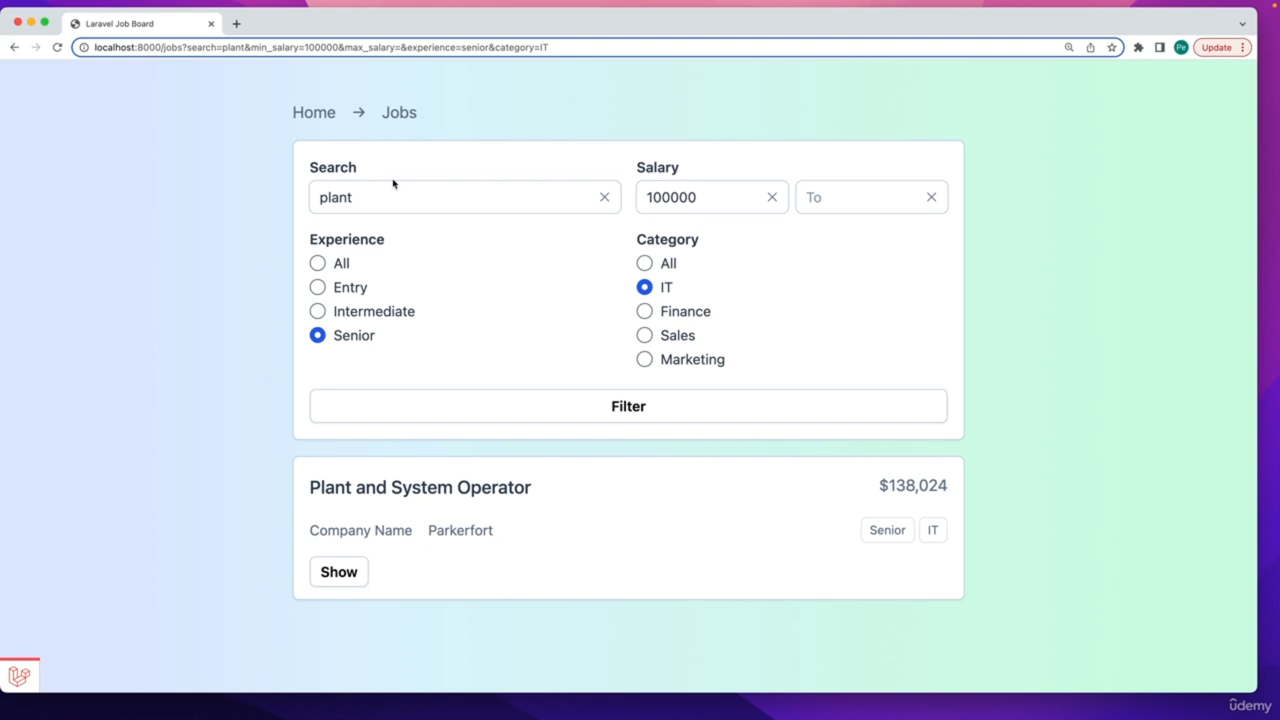 Laravel Job Board
localhost:8000/jobs?search=plant&min_salary=100000&max_salary=&experience=senior&category=IT
Pe
Update
Home → Jobs
Search
Salary
plant
100000
To
Experience
Category
All
All
Entry
IT
Intermediate
Finance
Senior
Sales
Marketing
Filter
Plant and System Operator
$138,024
Company Name Parkerfort
Senior
IT
Show
ûdemy